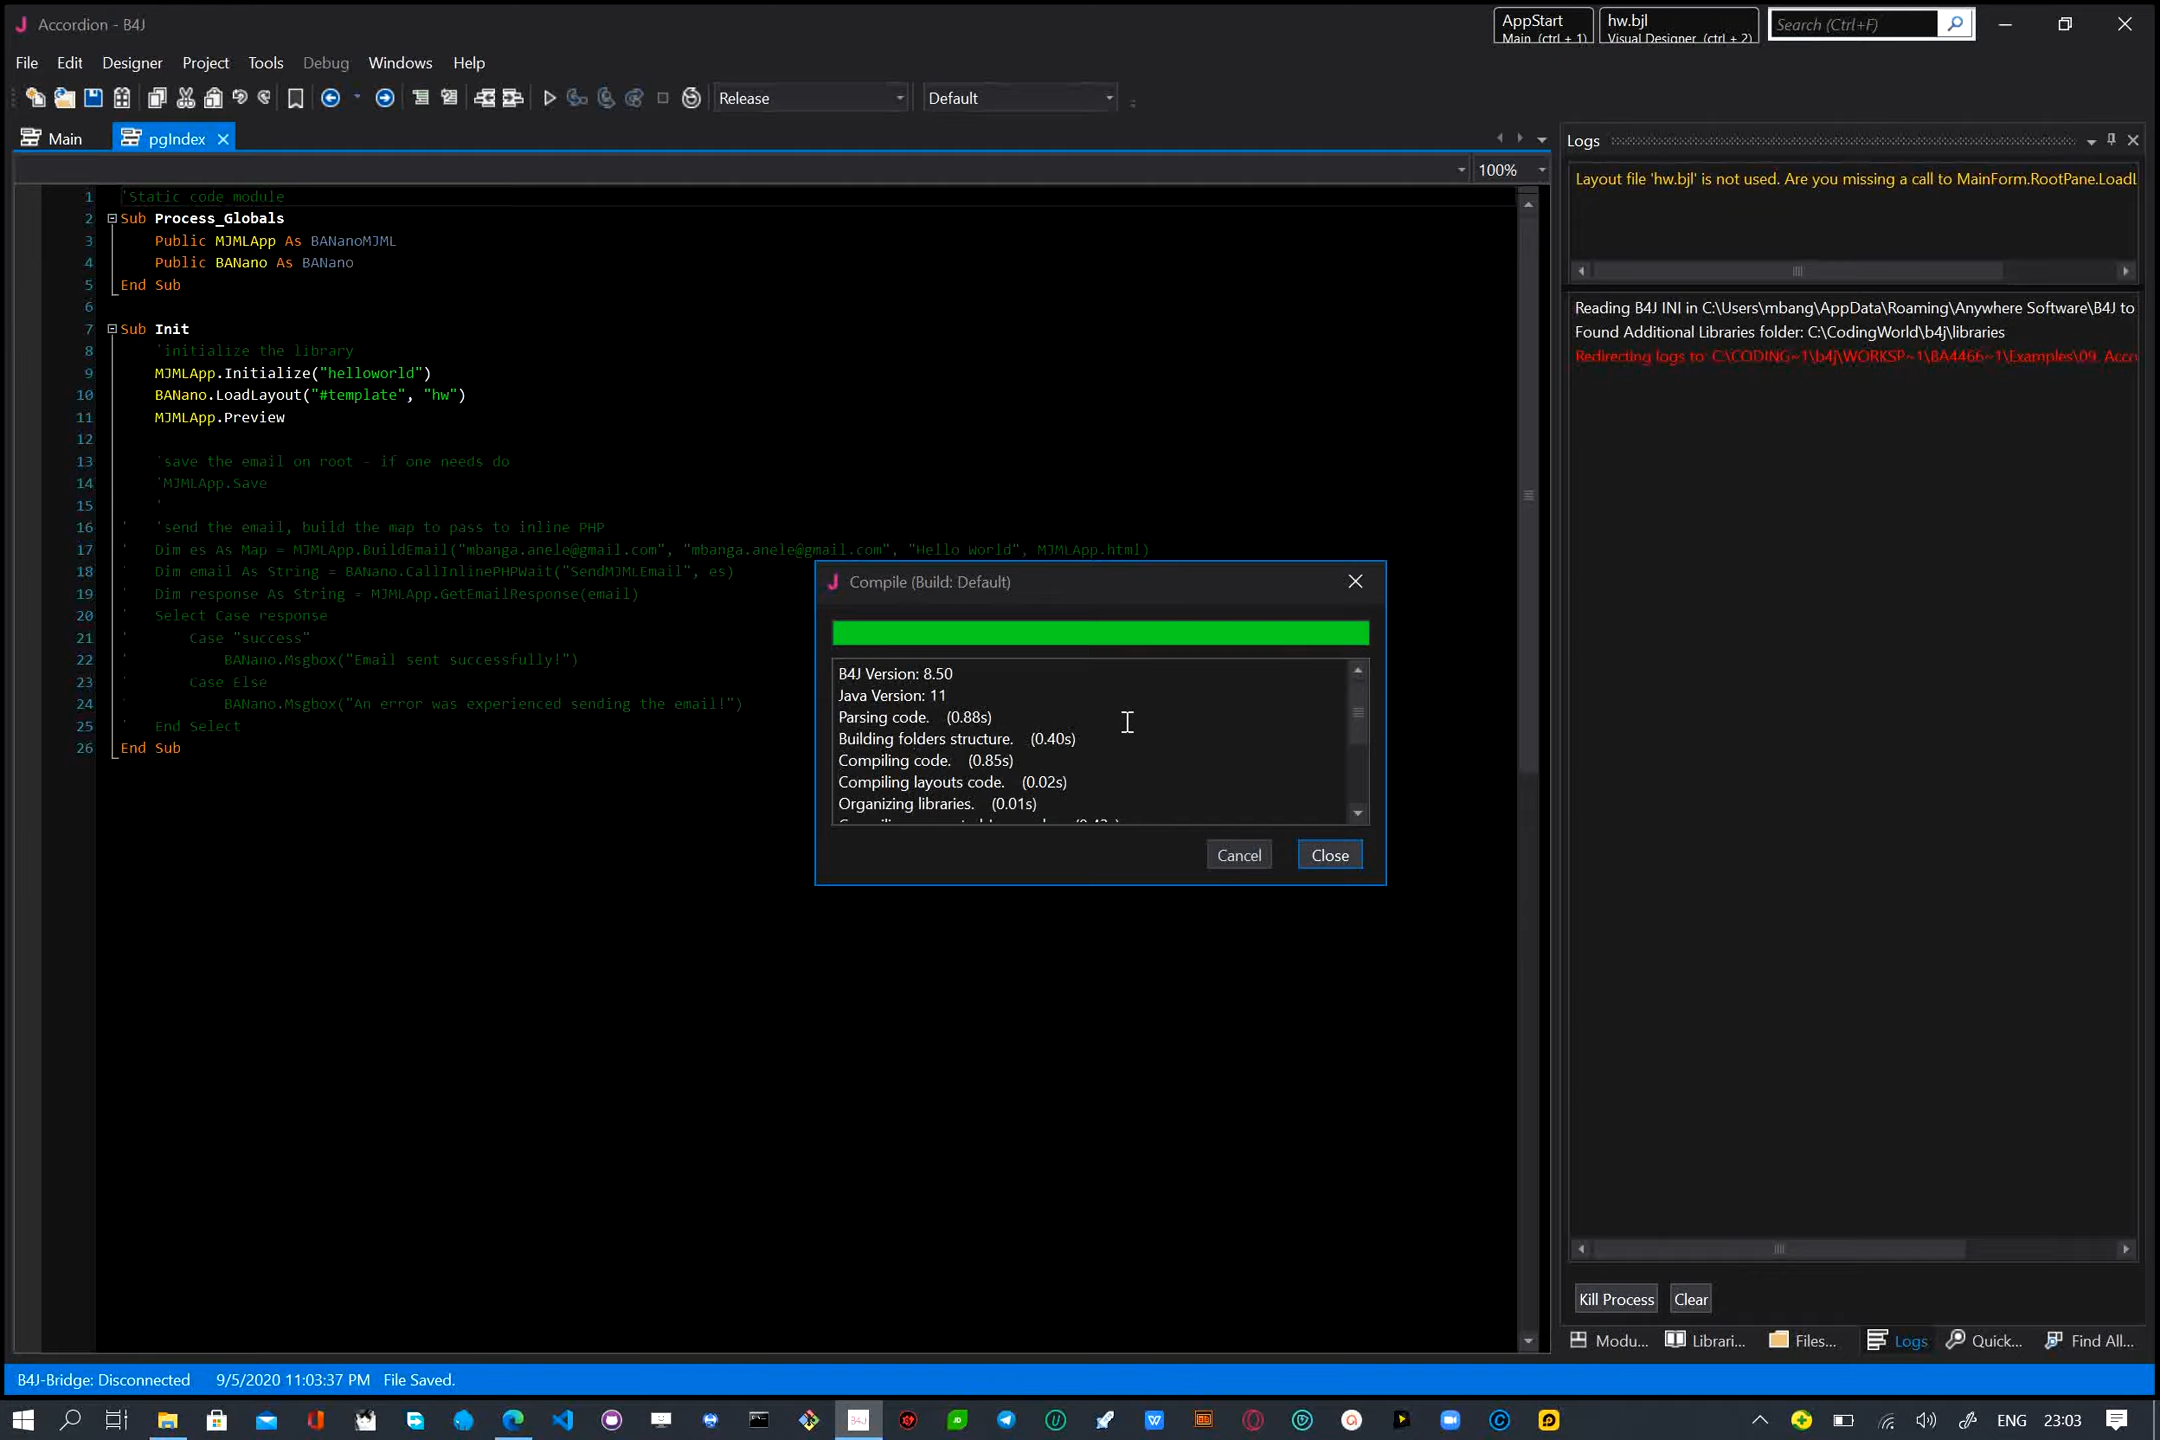 Accordion - B4J
AppStart
Main (ctrl + 1)
hw.bjl
Visual Designer (ctrl + 2)
Search (Ctrl+F)
File Edit Designer Project Tools Debug Windows Help
Release
Default
Main
pgIndex
100%
1 'Static code module
2 Sub Process_Globals
3 Public MJMLApp As BANanoMJML
4 Public BANano As BANano
5 End Sub
6
7 Sub Init
8 'initialize the library
9 MJMLApp.Initialize("helloworld")
10 BANano.LoadLayout("#template", "hw")
11 MJMLApp.Preview
12
13 'save the email on root - if one needs do
14 'MJMLApp.Save
15 '
16 ' 'send the email, build the map to pass to inline PHP
17 ' Dim es As Map = MJMLApp.BuildEmail("mbanga.anele@gmail.com", "mbanga.anele@gmail.com", "Hello World", MJMLApp.html)
18 ' Dim email As String = BANano.CallInlinePHPWait("SendMJMLEmail", es)
19 ' Dim response As String = MJMLApp.GetEmailResponse(email)
20 ' Select Case response
21 ' Case "success"
22 ' BANano.Msgbox("Email sent successfully!")
23 ' Case Else
24 ' BANano.Msgbox("An error was experienced sending the email!")
25 ' End Select
26 End Sub
Compile (Build: Default)
B4J Version: 8.50
Java Version: 11
Parsing code. (0.88s)
Building folders structure. (0.40s)
Compiling code. (0.85s)
Compiling layouts code. (0.02s)
Organizing libraries. (0.01s)
Cancel
Close
Logs
Layout file 'hw.bjl' is not used. Are you missing a call to MainForm.RootPane.LoadL
Reading B4J INI in C:\Users\mbang\AppData\Roaming\Anywhere Software\B4J to
Found Additional Libraries folder: C:\CodingWorld\b4j\libraries
Redirecting logs to: C:\CODING~1\b4j\WORKSP~1\BA4466~1\Examples\09. Acc
Kill Process
Clear
Modu...
Librari...
Files...
Logs
Quick...
Find All...
B4J-Bridge: Disconnected 9/5/2020 11:03:37 PM File Saved.
ENG
23:03